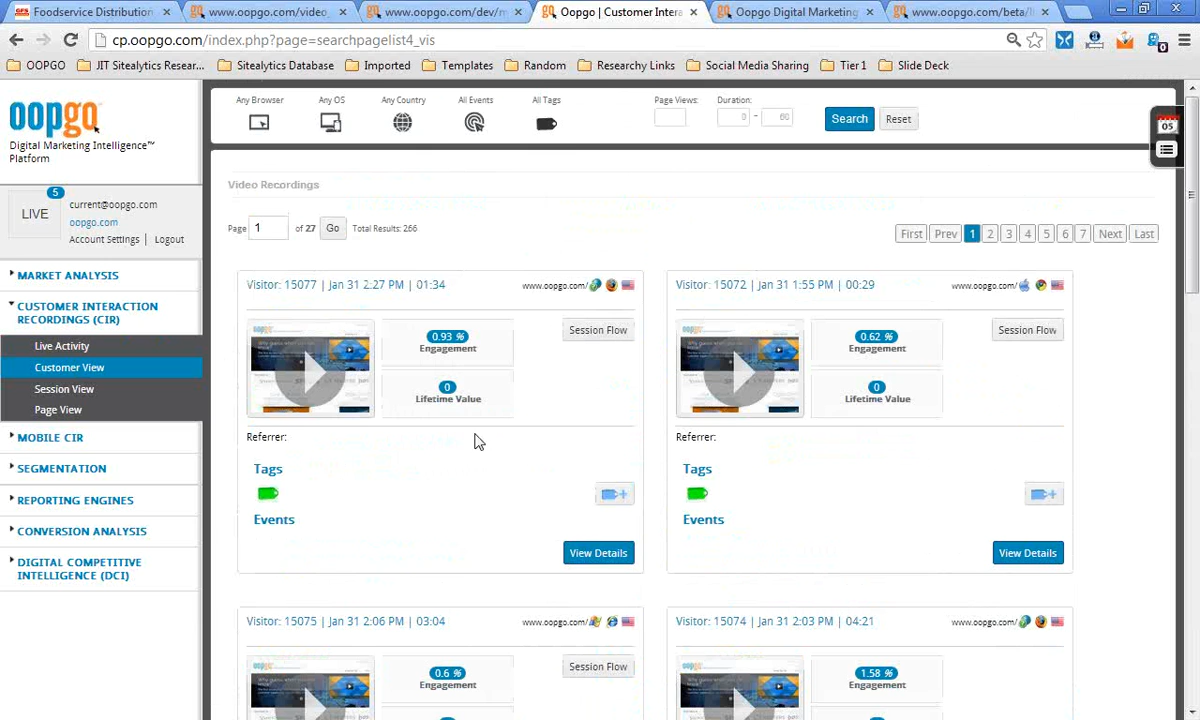 Foodservice Distribution
www.oopgo.com/video_
www.oopgo.com/dev/m
Oopgo | Customer Intera
Oopgo Digital Marketing
www.oopgo.com/beta/l
cp.oopgo.com/index.php?page=searchpagelist4_vis
OOPGO
JIT Sitealytics Resear...
Sitealytics Database
Imported
Templates
Random
Researchy Links
Social Media Sharing
Tier 1
Slide Deck
oopgo
Digital Marketing Intelligence™
Platform
5
LIVE
current@oopgo.com
oopgo.com
Account Settings | Logout
MARKET ANALYSIS
CUSTOMER INTERACTION
RECORDINGS (CIR)
Live Activity
Customer View
Session View
Page View
MOBILE CIR
SEGMENTATION
REPORTING ENGINES
CONVERSION ANALYSIS
DIGITAL COMPETITIVE
INTELLIGENCE (DCI)
Any Browser
Any OS
Any Country
All Events
All Tags
Page Views:
Duration:
0 - 60
Search
Reset
05
Video Recordings
Page 1 of 27 Go Total Results: 266
First Prev 1 2 3 4 5 6 7 Next Last
Visitor: 15077 | Jan 31 2:27 PM | 01:34
www.oopgo.com/
0.93 %
Engagement
Session Flow
0
Lifetime Value
Referrer:
Tags
Events
View Details
Visitor: 15072 | Jan 31 1:55 PM | 00:29
www.oopgo.com/
0.62 %
Engagement
Session Flow
0
Lifetime Value
Referrer:
Tags
Events
View Details
Visitor: 15075 | Jan 31 2:06 PM | 03:04
www.oopgo.com/
0.6 %
Engagement
Session Flow
Visitor: 15074 | Jan 31 2:03 PM | 04:21
www.oopgo.com/
1.58 %
Engagement
Session Flow